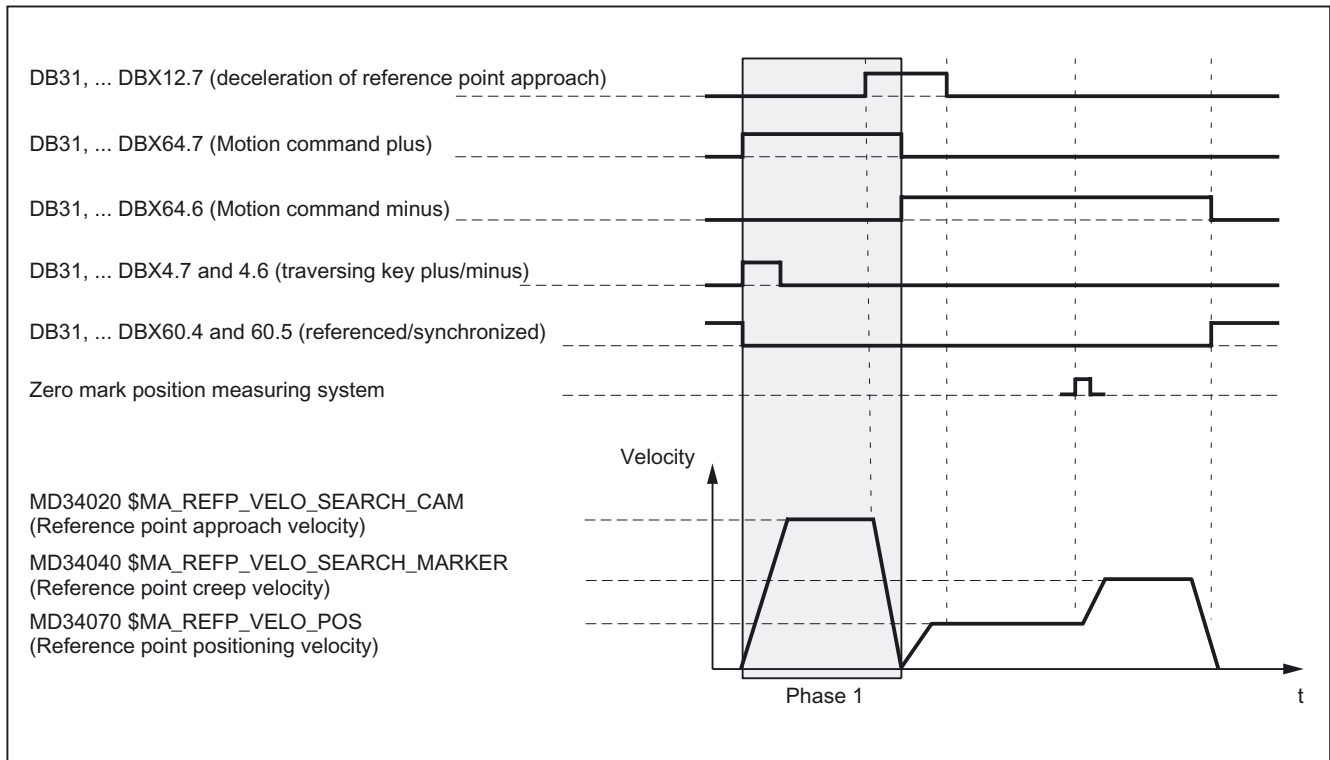 DB31, ... DBX12.7 (deceleration of reference point approach)
DB31, ... DBX64.7 (Motion command plus)
DB31, ... DBX64.6 (Motion command minus)
DB31, ... DBX4.7 and 4.6 (traversing key plus/minus)
DB31, ... DBX60.4 and 60.5 (referenced/synchronized)
Zero mark position measuring system
Velocity
MD34020 $MA_REFP_VELO_SEARCH_CAM
(Reference point approach velocity)
MD34040 $MA_REFP_VELO_SEARCH_MARKER
(Reference point creep velocity)
MD34070 $MA_REFP_VELO_POS
(Reference point positioning velocity)
Phase 1
t